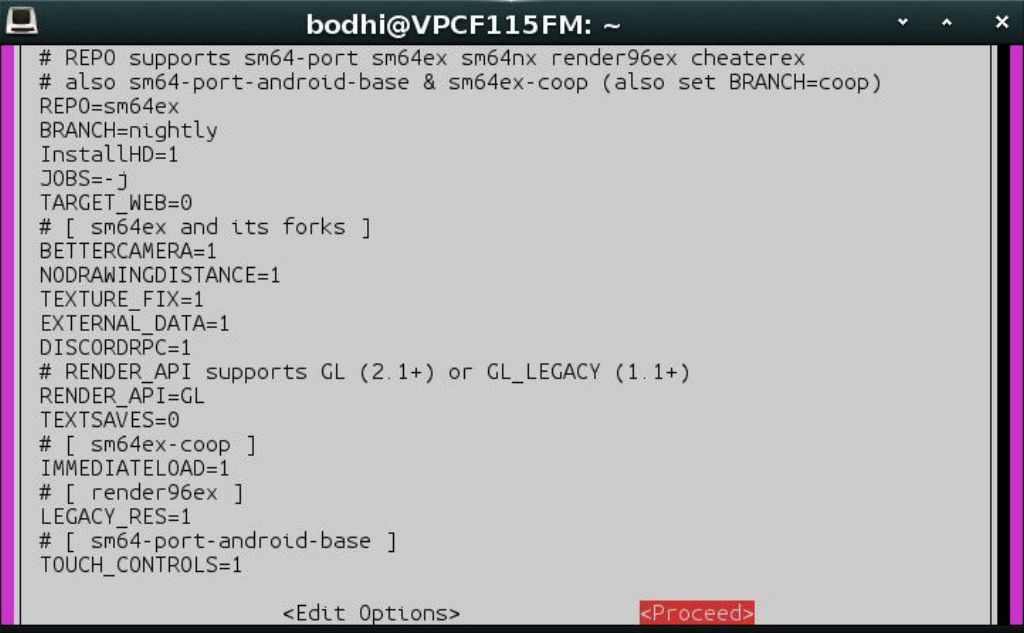 bodhi@VPCF115FM: ~
# REPO supports sm64-port sm64ex sm64nx render96ex cheaterex
# also sm64-port-android-base & sm64ex-coop (also set BRANCH=coop)
REPO=sm64ex
BRANCH=nightly
InstallHD=1
JOBS=-j
TARGET_WEB=0
# [ sm64ex and its forks ]
BETTERCAMERA=1
NODRAWINGDISTANCE=1
TEXTURE_FIX=1
EXTERNAL_DATA=1
DISCORDRPC=1
# RENDER_API supports GL (2.1+) or GL_LEGACY (1.1+)
RENDER_API=GL
TEXTSAVES=0
# [ sm64ex-coop ]
IMMEDIATELOAD=1
# [ render96ex ]
LEGACY_RES=1
# [ sm64-port-android-base ]
TOUCH_CONTROLS=1
<Edit Options> <Proceed>